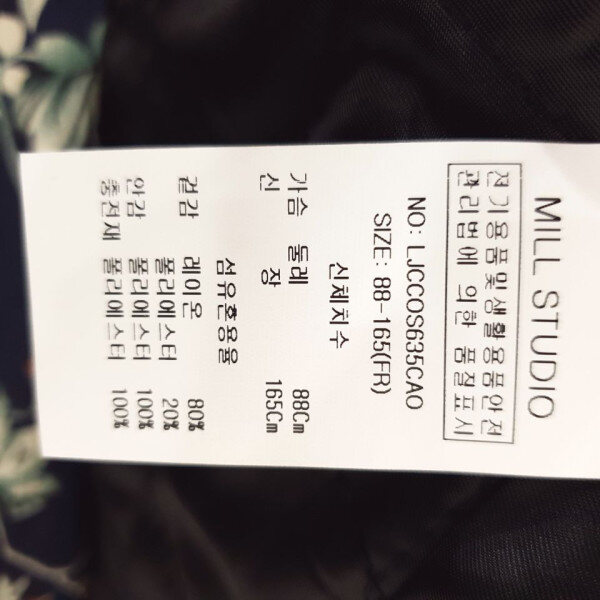 MILL STUDIO
전기용품및생활용품안전
관리법에 의한 품질표시
NO: LJCCOS635CAO
SIZE: 88-165(FR)
신체치수
가슴 둘레 88Cm
신 장 165Cm
섬유혼용율
겉감 레이온 80%
폴리에스터 20%
안감 폴리에스터 100%
충전재 폴리에스터 100%